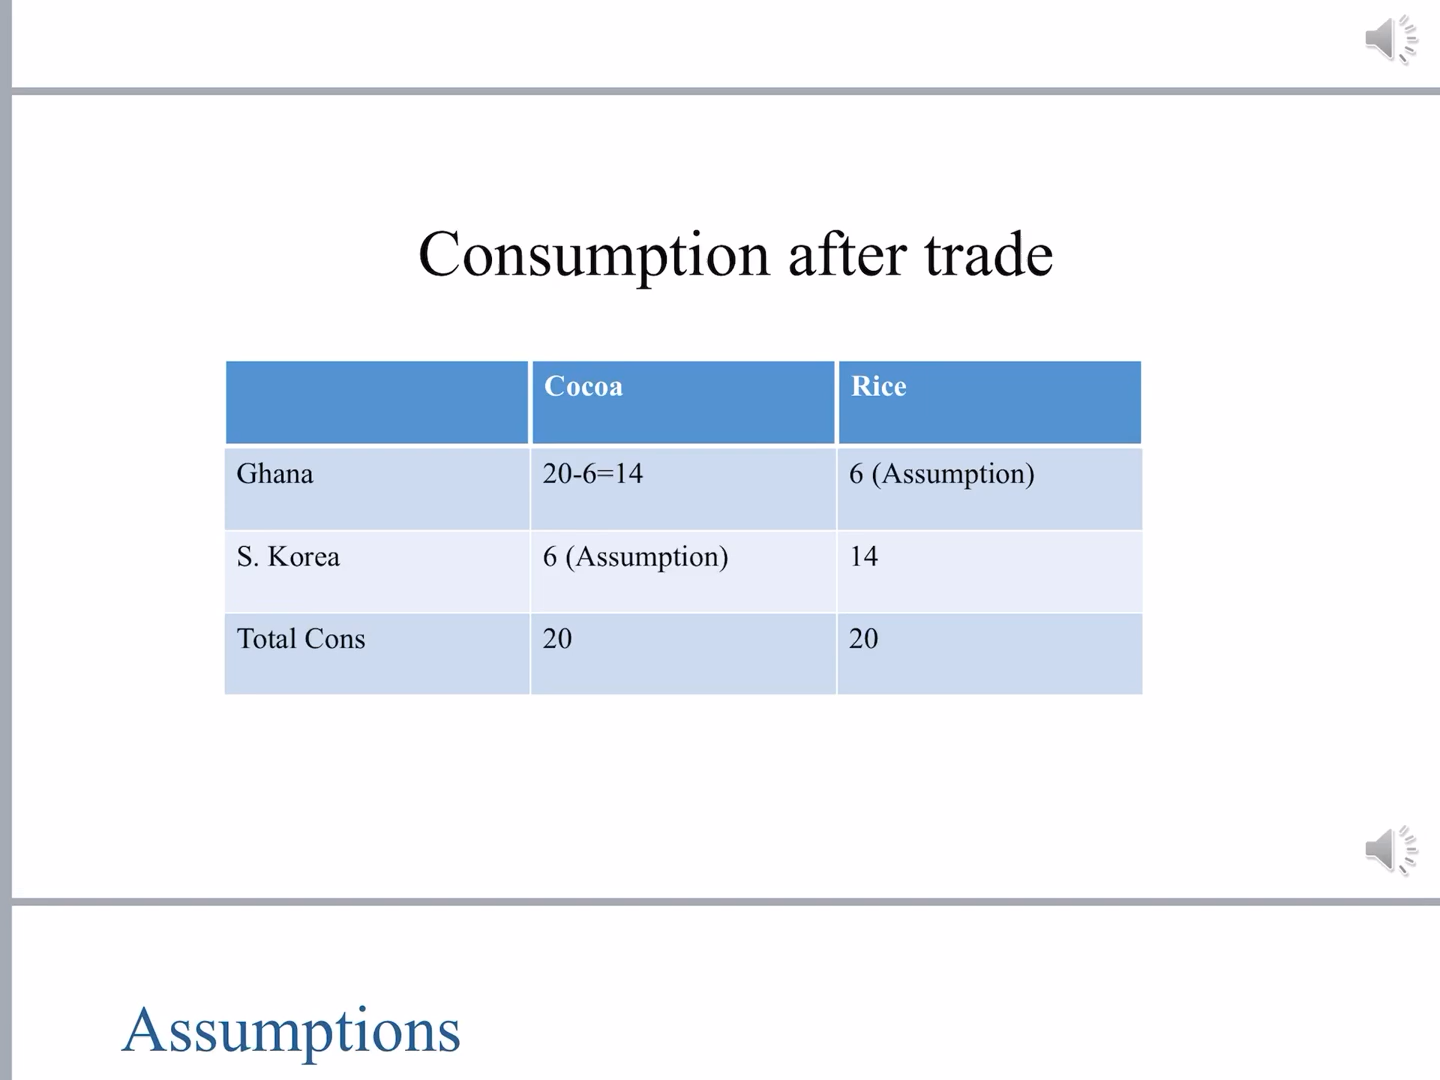 Consumption after trade
Cocoa Rice
Ghana 20-6=14 6 (Assumption)
S. Korea 6 (Assumption) 14
Total Cons 20 20
Assumptions